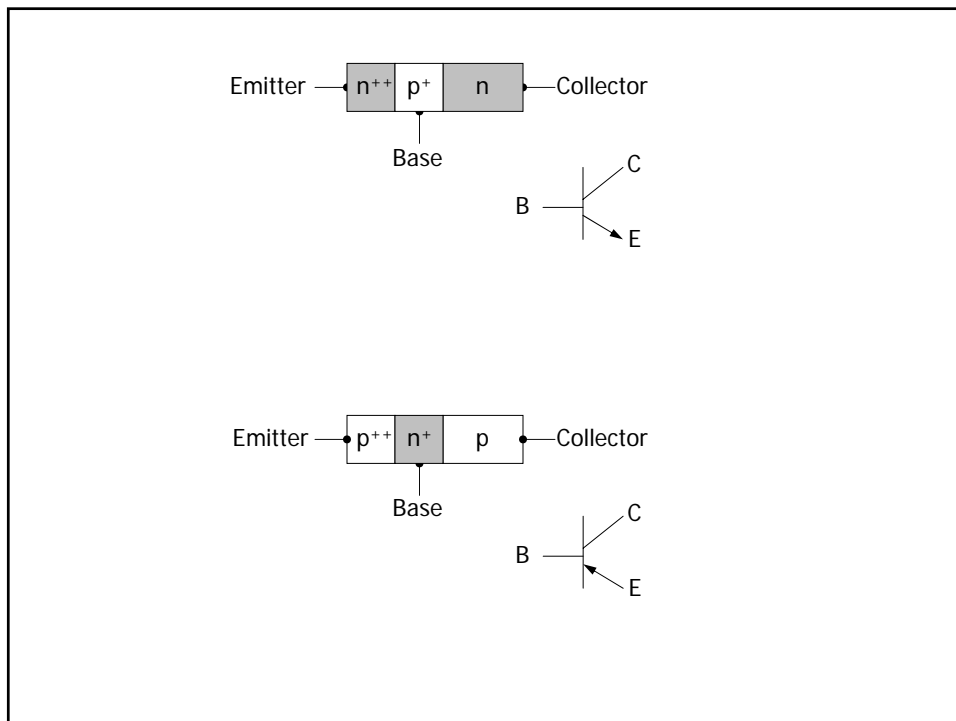 Emitter n⁺⁺ p⁺ n Collector
Base
C
B
E
Emitter p⁺⁺ n⁺ p Collector
Base
C
B
E